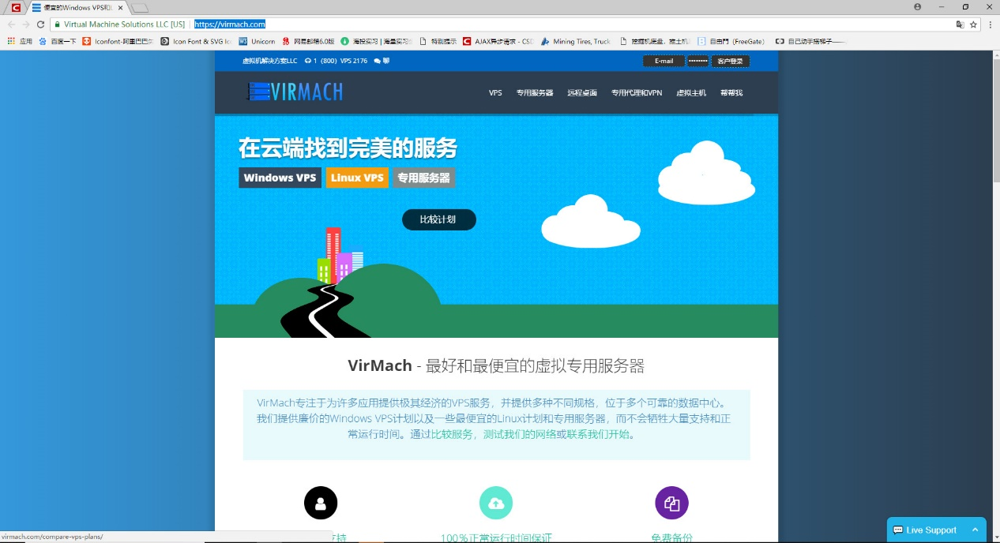 便宜的Windows VPS和L
Virtual Machine Solutions LLC [US] https://virmach.com
应用 百度一下 Iconfont-阿里巴巴矢 Icon Font & SVG Ic Unicorn 网易邮箱6.0版 海投实习 | 海量实习生 特别提示 AJAX异步请求 - CSD Mining Tires, Truck 挖掘机底盘，推土机 自由門（FreeGate） 自己动手搭梯子——
虚拟机解决方案LLC 1（800）VPS 2176 E-mail •••••••• 客户登录
VIRMACH VPS 专用服务器 远程桌面 专用代理和VPN 虚拟主机 帮帮我
在云端找到完美的服务
Windows VPS Linux VPS 专用服务器
比较计划
VirMach - 最好和最便宜的虚拟专用服务器
VirMach专注于为许多应用提供极其经济的VPS服务，并提供多种不同规格，位于多个可靠的数据中心。
我们提供廉价的Windows VPS计划以及一些最便宜的Linux计划和专用服务器，而不会牺牲大量支持和正
常运行时间。通过比较服务，测试我们的网络或联系我们开始。
支持 100％正常运行时间保证 免费备份
Live Support
virmach.com/compare-vps-plans/